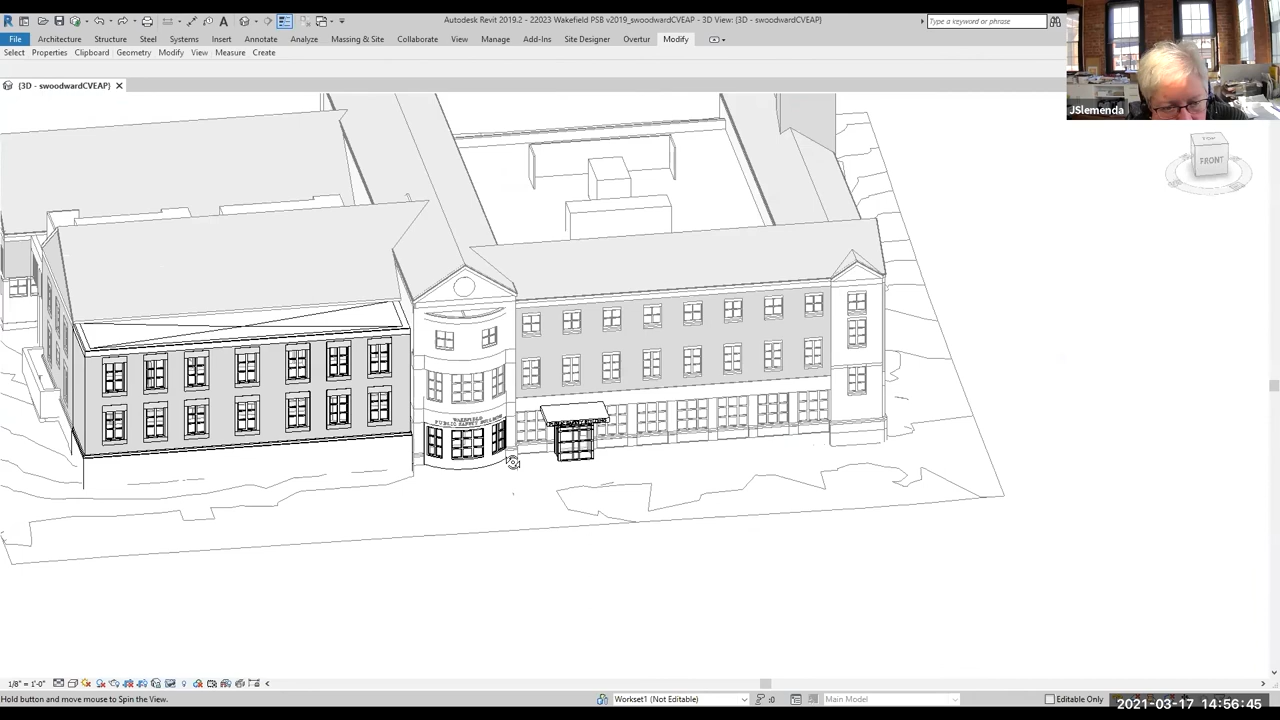 Autodesk Revit 2019.2 - 22023 Wakefield PSB v2019_swoodwardCVEAP - 3D View: {3D - swoodwardCVEAP}
Type a keyword or phrase
File Architecture Structure Steel Systems Insert Annotate Analyze Massing & Site Collaborate View Manage Add-Ins Site Designer Overtur Modify
Select Properties Clipboard Geometry Modify View Measure Create
{3D - swoodwardCVEAP}
JSlemenda
TOP
FRONT
WAKEFIELD
PUBLIC SAFETY BUILDING
1/8" = 1'-0"
Hold button and move mouse to Spin the View.
Workset1 (Not Editable)
:0
Main Model
Editable Only
2021-03-17 14:56:45